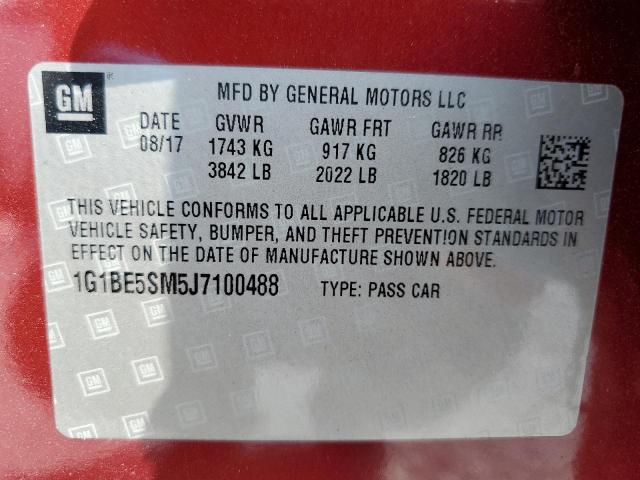 GM
MFD BY GENERAL MOTORS LLC
DATE GVWR GAWR FRT GAWR RR
08/17 1743 KG 917 KG 826 KG
3842 LB 2022 LB 1820 LB
THIS VEHICLE CONFORMS TO ALL APPLICABLE U.S. FEDERAL MOTOR
VEHICLE SAFETY, BUMPER, AND THEFT PREVENTION STANDARDS IN
EFFECT ON THE DATE OF MANUFACTURE SHOWN ABOVE.
1G1BE5SM5J7100488 TYPE: PASS CAR